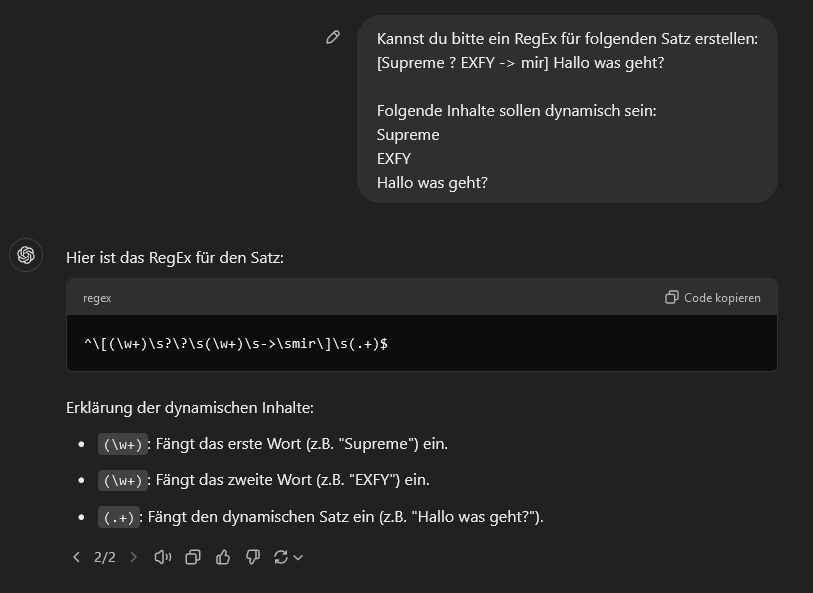 Kannst du bitte ein RegEx für folgenden Satz erstellen:
[Supreme ? EXFY -> mir] Hallo was geht?
Folgende Inhalte sollen dynamisch sein:
Supreme
EXFY
Hallo was geht?
Hier ist das RegEx für den Satz:
regex
Code kopieren
^\[(\w+)\s?\?\s(\w+)\s->\smir\]\s(.+)$
Erklärung der dynamischen Inhalte:
(\w+): Fängt das erste Wort (z.B. "Supreme") ein.
(\w+): Fängt das zweite Wort (z.B. "EXFY") ein.
(.+): Fängt den dynamischen Satz ein (z.B. "Hallo was geht?").
2/2